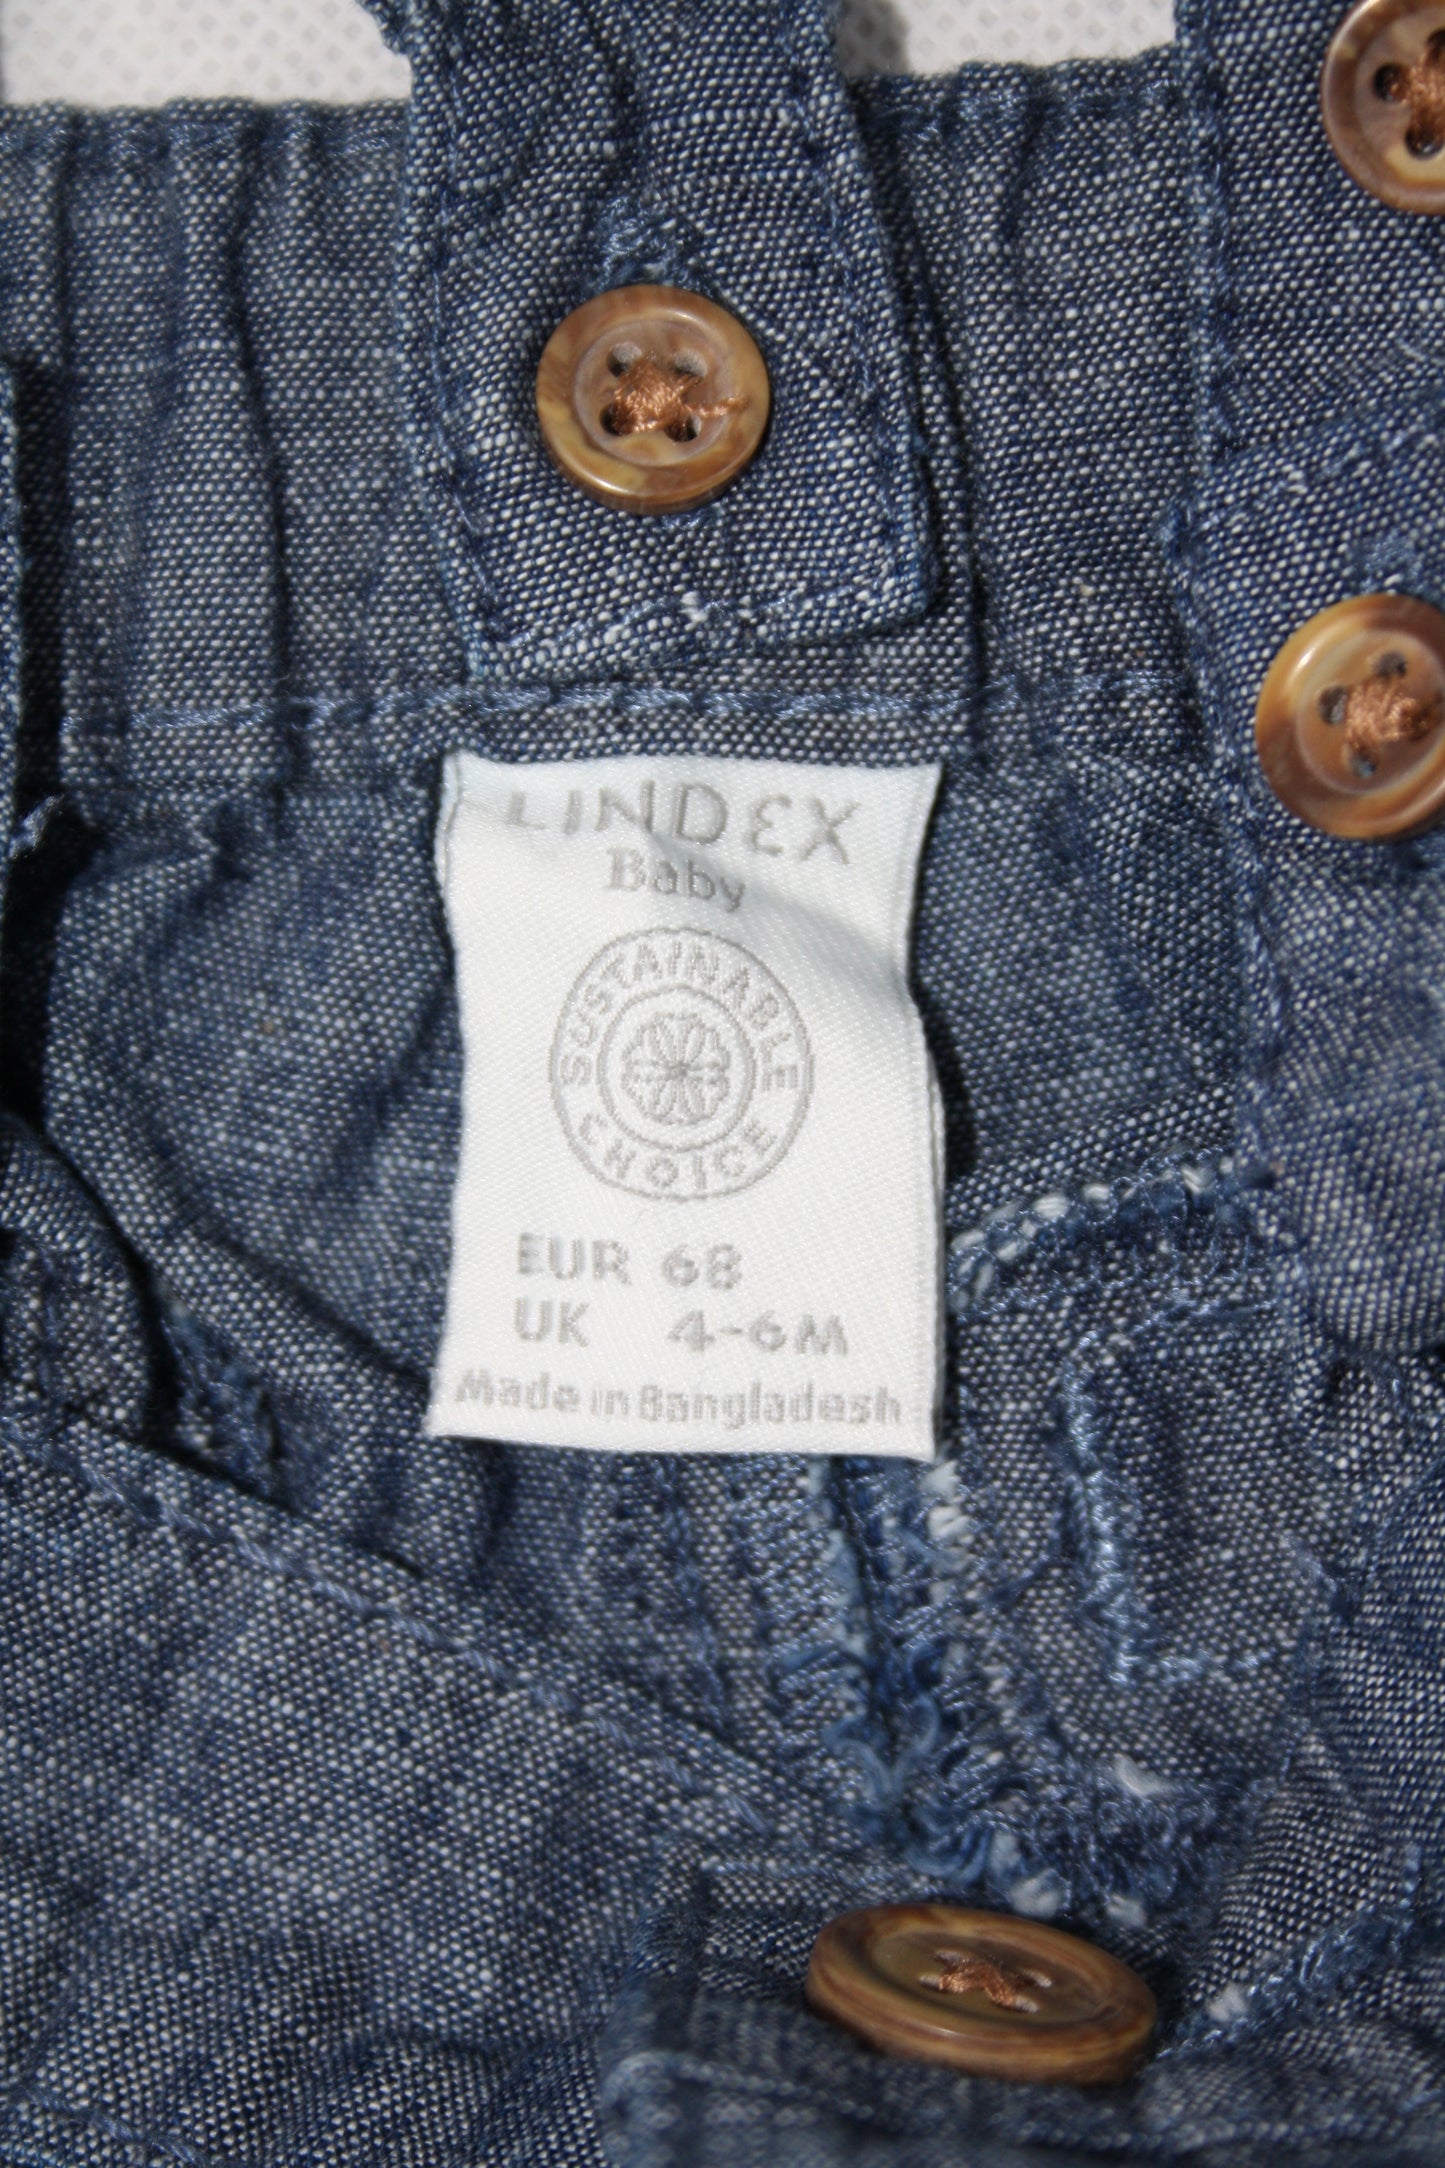 LINDEX
Baby
SUSTAINABLE
CHOICE
EUR 68
UK 4-6M
Made in Bangladesh